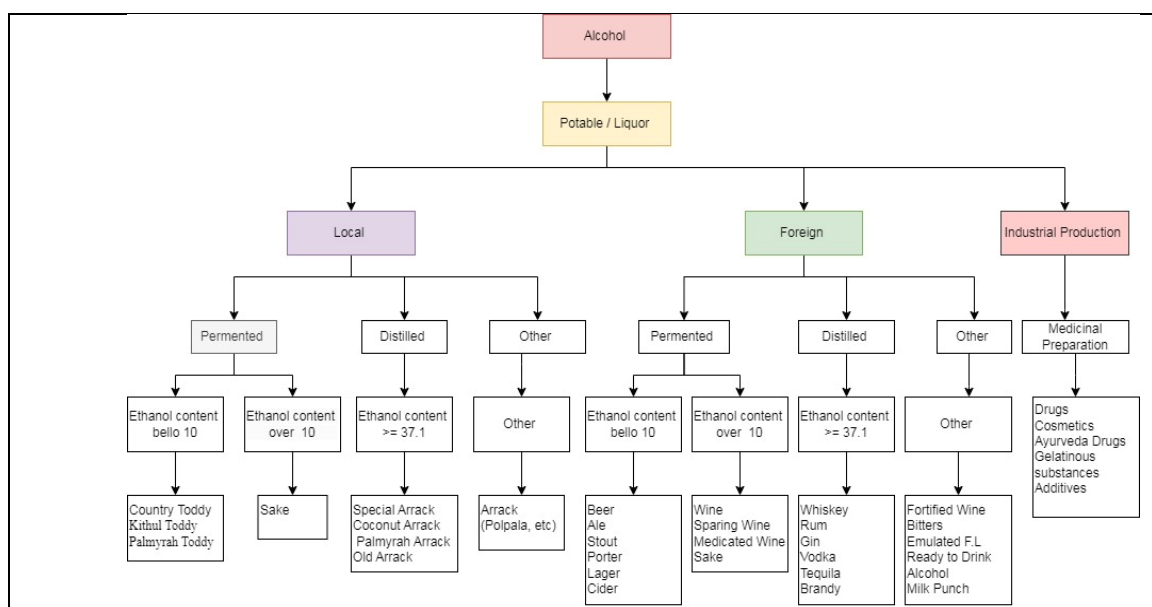 Alcohol
Potable / Liquor
Local
Foreign
Industrial Production
Permented
Distilled
Other
Permented
Distilled
Other
Medicinal
Preparation
Ethanol content
bello 10
Ethanol content
over 10
Ethanol content
>= 37.1
Other
Ethanol content
bello 10
Ethanol content
over 10
Ethanol content
>= 37.1
Other
Drugs
Cosmetics
Ayurveda Drugs
Gelatinous
substances
Additives
Country Toddy
Kithul Toddy
Palmyrah Toddy
Sake
Special Arrack
Coconut Arrack
Palmyrah Arrack
Old Arrack
Arrack
(Polpala, etc)
Beer
Ale
Stout
Porter
Lager
Cider
Wine
Sparing Wine
Medicated Wine
Sake
Whiskey
Rum
Gin
Vodka
Tequila
Brandy
Fortified Wine
Bitters
Emulated F.L
Ready to Drink
Alcohol
Milk Punch